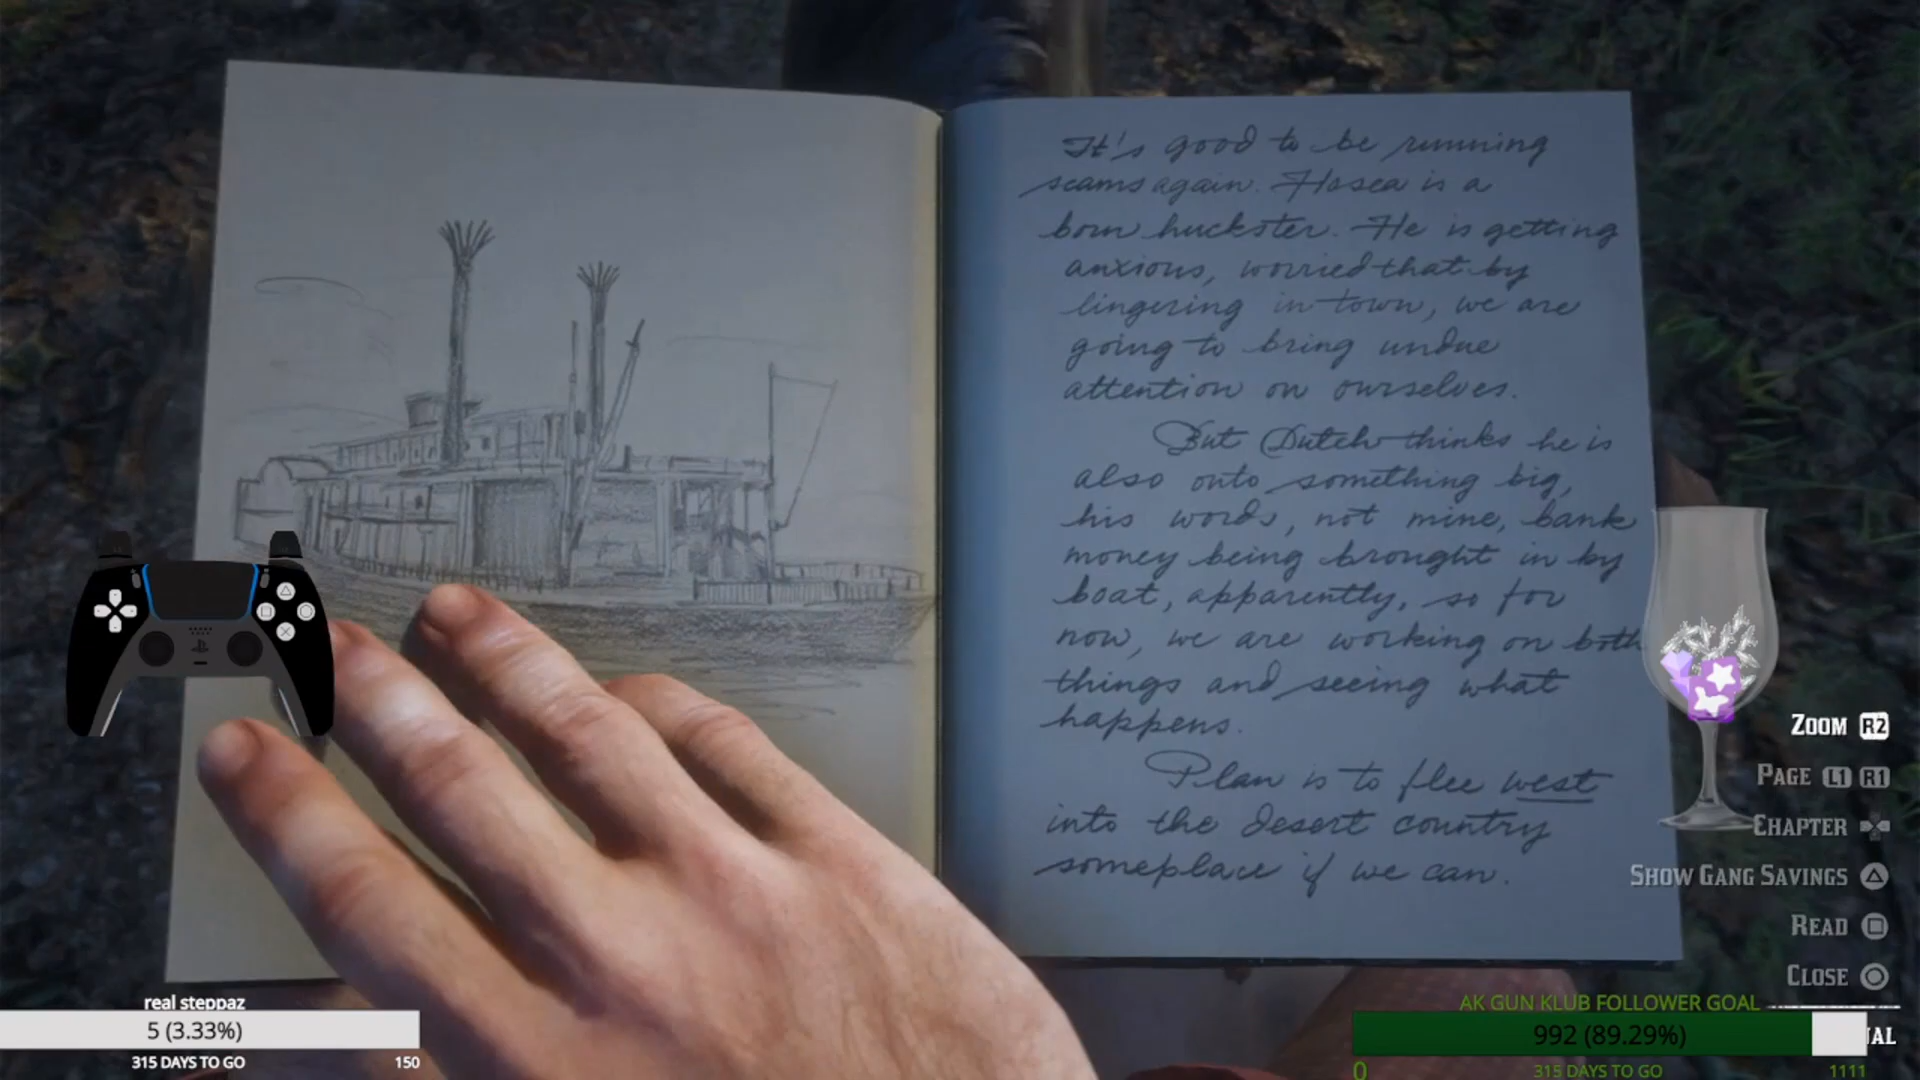 It's good to be running
scams again. Hosea is a
born huckster. He is getting
anxious, worried that by
lingering in town, we are
going to bring undue
attention on ourselves.
But Dutch thinks he is
also onto something big,
his words, not mine, bank
money being brought in by
boat, apparently, so for
now, we are working on both
things and seeing what
happens.
Plan is to flee west
into the desert country
someplace if we can.
ZOOM R2
PAGE L1 R1
CHAPTER
SHOW GANG SAVINGS
READ
CLOSE
real steppaz
5 (3.33%)
315 DAYS TO GO 150
AK GUN KLUB FOLLOWER GOAL
992 (89.29%)
0 315 DAYS TO GO 1111